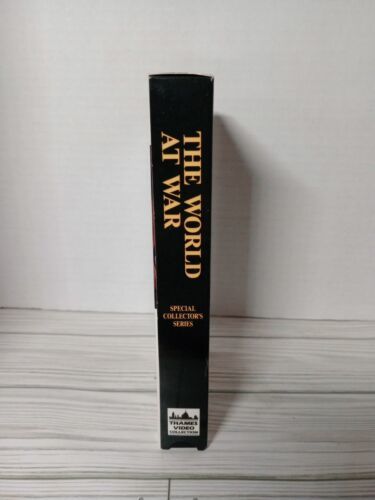 THE WORLD
AT WAR
SPECIAL
COLLECTOR'S
SERIES
THAMES
VIDEO
COLLECTION